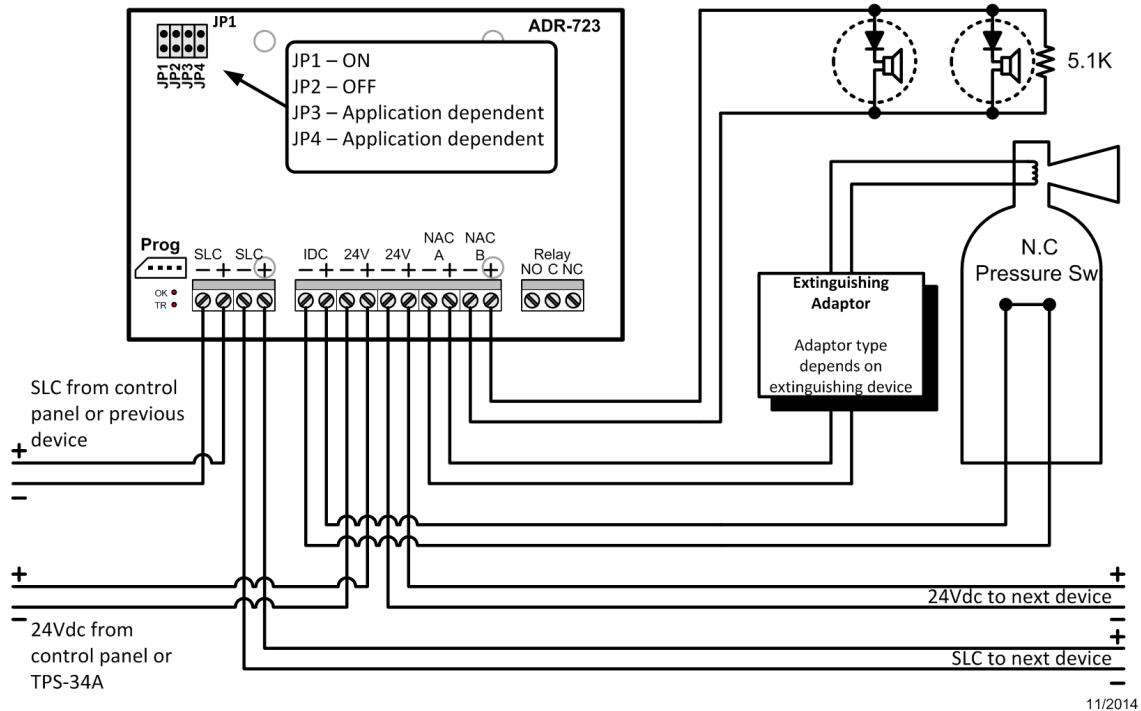 JP1
ADR-723
JP1
JP2
JP3
JP4
JP1 – ON
JP2 – OFF
JP3 – Application dependent
JP4 – Application dependent
5.1K
Prog
OK
TR
SLC SLC
– + – +
IDC 24V 24V NAC A NAC B
– + – + – + – + – +
Relay
NO C NC
N.C
Pressure Sw.
Extinguishing
Adaptor
Adaptor type
depends on
extinguishing device
SLC from control
panel or previous
device
+
–
+
–
24Vdc from
control panel or
TPS-34A
+
24Vdc to next device
–
+
SLC to next device
–
11/2014